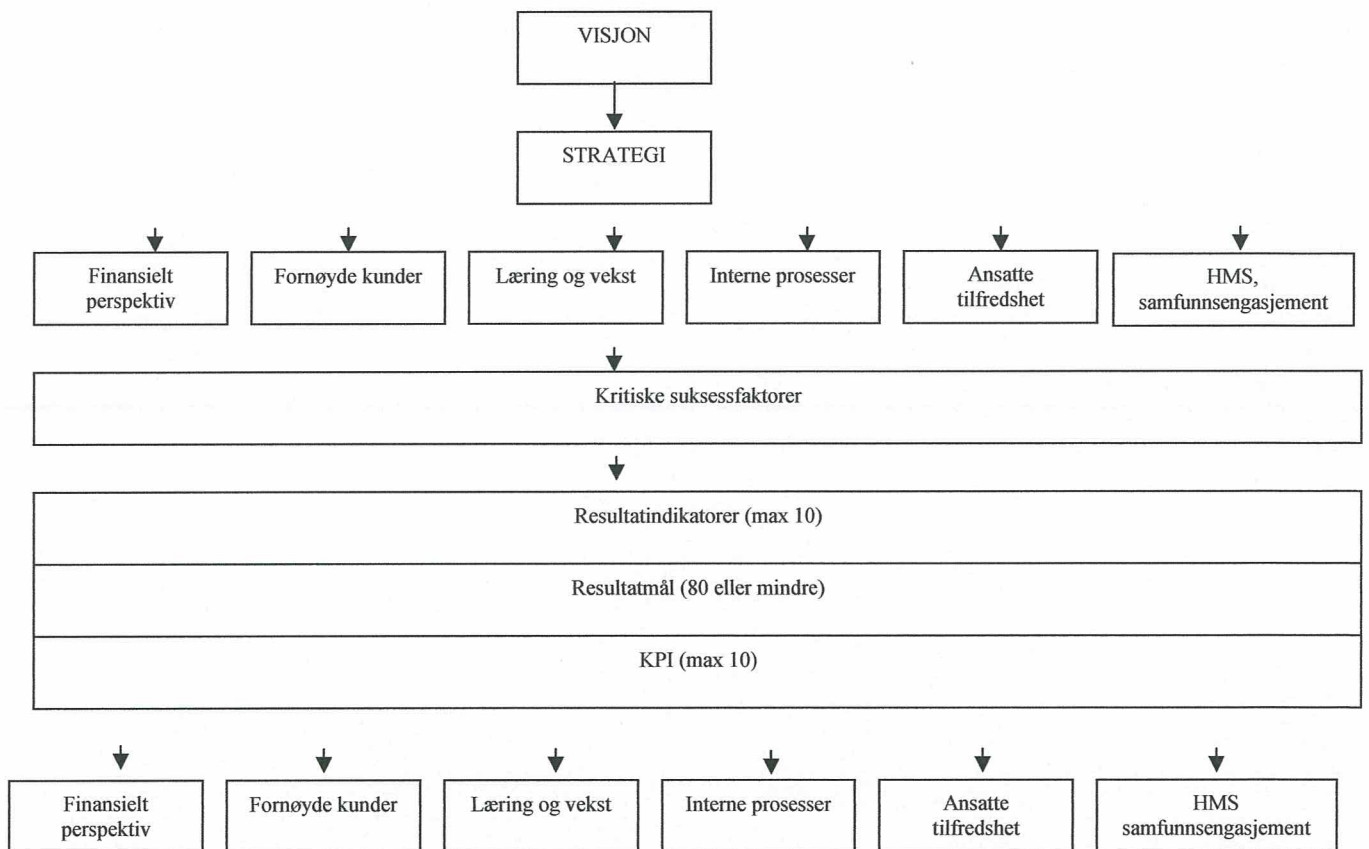 VISJON
STRATEGI
Finansielt
perspektiv
Fornøyde kunder
Læring og vekst
Interne prosesser
Ansatte
tilfredshet
HMS,
samfunnsengasjement
Kritiske suksessfaktorer
Resultatindikatorer (max 10)
Resultatmål (80 eller mindre)
KPI (max 10)
Finansielt
perspektiv
Fornøyde kunder
Læring og vekst
Interne prosesser
Ansatte
tilfredshet
HMS
samfunnsengasjement